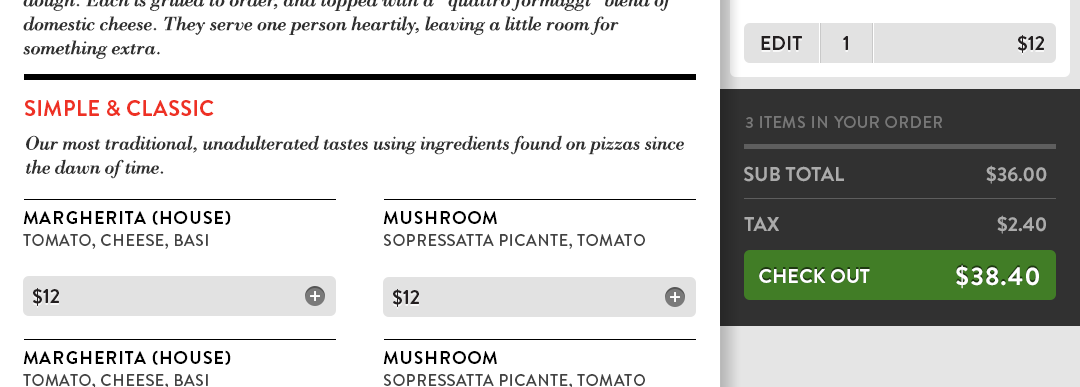 dough. Each is grilled to order, and topped with a "quattro formaggi" blend of
domestic cheese. They serve one person heartily, leaving a little room for
something extra.
SIMPLE & CLASSIC
Our most traditional, unadulterated tastes using ingredients found on pizzas since
the dawn of time.
MARGHERITA (HOUSE)
TOMATO, CHEESE, BASI
$12
MUSHROOM
SOPRESSATTA PICANTE, TOMATO
$12
MARGHERITA (HOUSE)
TOMATO, CHEESE, BASI
MUSHROOM
SOPRESSATTA PICANTE, TOMATO
EDIT 1 $12
3 ITEMS IN YOUR ORDER
SUB TOTAL $36.00
TAX $2.40
CHECK OUT $38.40